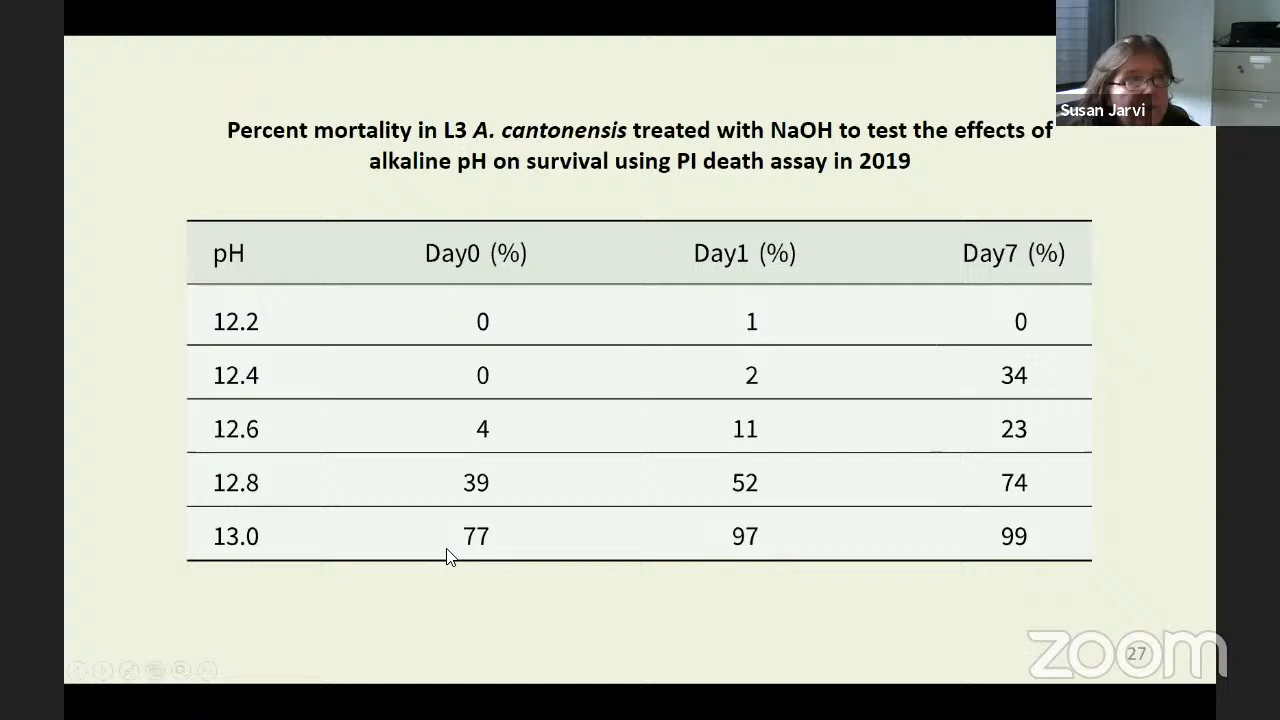 Susan Jarvi
Percent mortality in L3 A. cantonensis treated with NaOH to test the effects of
alkaline pH on survival using PI death assay in 2019
pH Day0 (%) Day1 (%) Day7 (%)
12.2 0 1 0
12.4 0 2 34
12.6 4 11 23
12.8 39 52 74
13.0 77 97 99
zoom
27